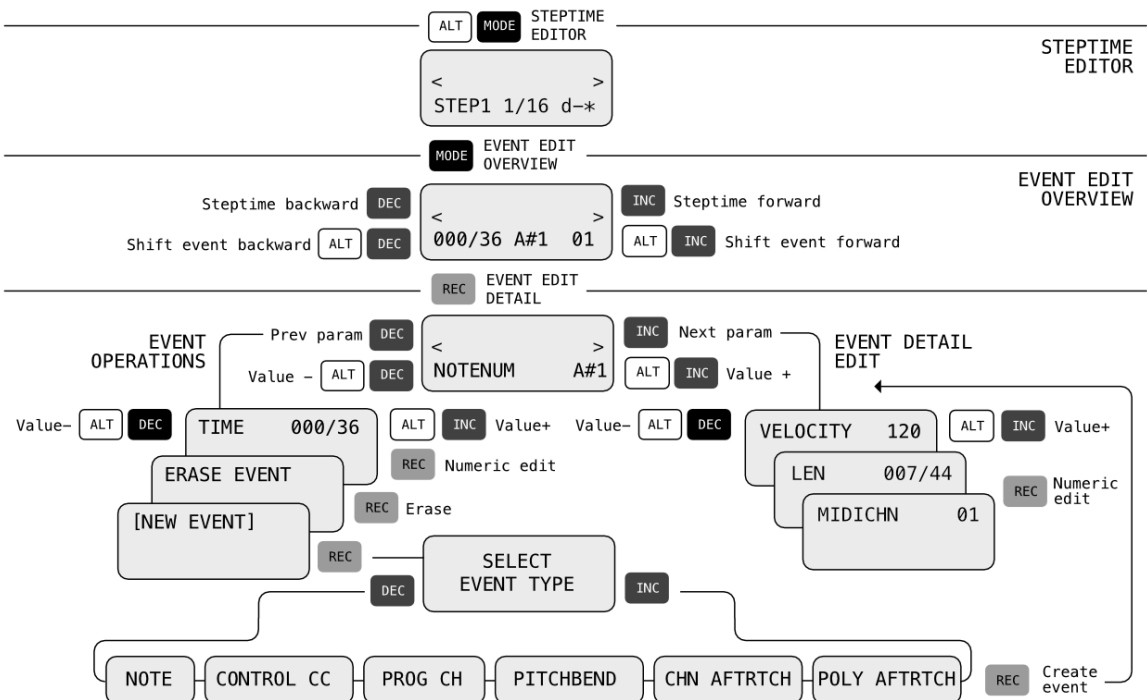 ALT MODE STEPTIME
EDITOR
STEPTIME
EDITOR
< >
STEP1 1/16 d–*
MODE EVENT EDIT
OVERVIEW
EVENT EDIT
OVERVIEW
Steptime backward DEC
< >
INC Steptime forward
Shift event backward ALT DEC
000/36 A#1 01
ALT INC Shift event forward
REC EVENT EDIT
DETAIL
EVENT
OPERATIONS
Prev param DEC
< >
INC Next param
EVENT DETAIL
EDIT
Value – ALT DEC
NOTENUM A#1
ALT INC Value +
Value– ALT DEC
TIME 000/36
ALT INC Value+
REC Numeric edit
ERASE EVENT
REC Erase
[NEW EVENT]
REC
Value– ALT DEC
VELOCITY 120
ALT INC Value+
LEN 007/44
REC Numeric
edit
MIDICHN 01
SELECT
EVENT TYPE
DEC
INC
NOTE CONTROL CC PROG CH PITCHBEND CHN AFTRTCH POLY AFTRTCH
REC Create
event